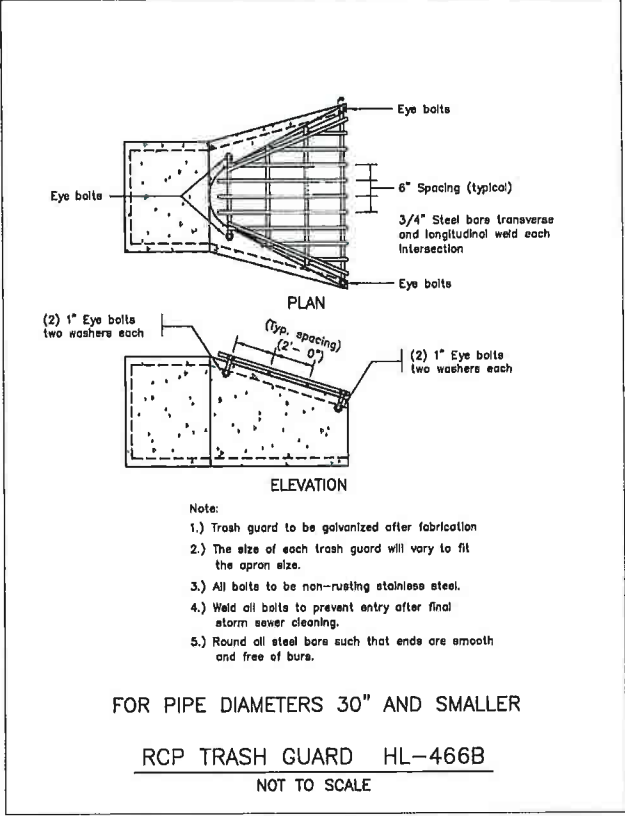 Eye bolts
Eye bolts
6" Spacing (typical)
3/4" Steel bars transverse
and longitudinal weld each
intersection
Eye bolts
PLAN
(2) 1" Eye bolts
two washers each
(Typ. spacing)
(2'- 0")
(2) 1" Eye bolts
two washers each
ELEVATION
Note:
1.) Trash guard to be galvanized after fabrication
2.) The size of each trash guard will vary to fit
the apron size.
3.) All bolts to be non-rusting stainless steel.
4.) Weld all bolts to prevent entry after final
storm sewer cleaning.
5.) Round all steel bars such that ends are smooth
and free of burs.
FOR PIPE DIAMETERS 30" AND SMALLER
RCP TRASH GUARD HL-466B
NOT TO SCALE